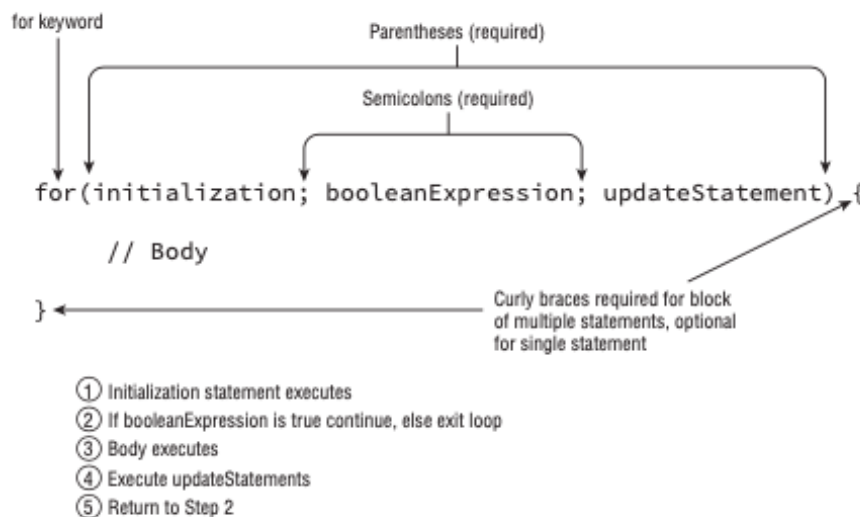 for keyword
Parentheses (required)
Semicolons (required)
for(initialization; booleanExpression; updateStatement) {
// Body
}
Curly braces required for block
of multiple statements, optional
for single statement
① Initialization statement executes
② If booleanExpression is true continue, else exit loop
③ Body executes
④ Execute updateStatements
⑤ Return to Step 2